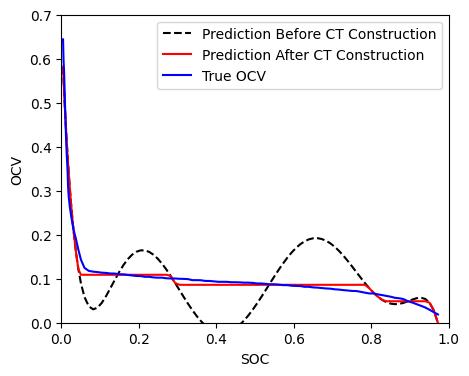 0.7
0.6
0.5
0.4
0.3
0.2
0.1
0.0
OCV
Prediction Before CT Construction
Prediction After CT Construction
True OCV
0.0 0.2 0.4 0.6 0.8 1.0
SOC